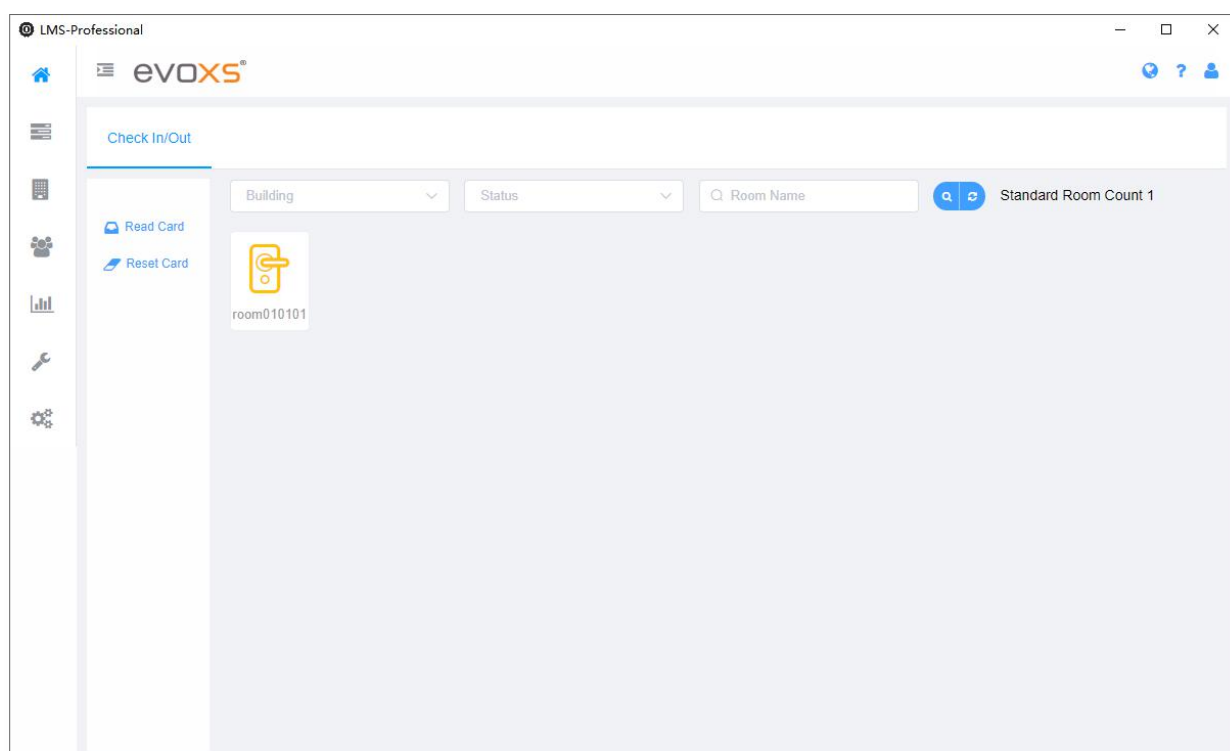 LMS-Professional
evoxs®
?
Check In/Out
Building
Status
Room Name
Standard Room Count 1
Read Card
Reset Card
room010101